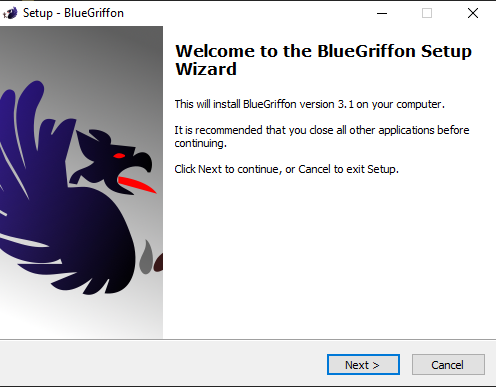 Setup - BlueGriffon
Welcome to the BlueGriffon Setup
Wizard
This will install BlueGriffon version 3.1 on your computer.
It is recommended that you close all other applications before
continuing.
Click Next to continue, or Cancel to exit Setup.
Next >
Cancel